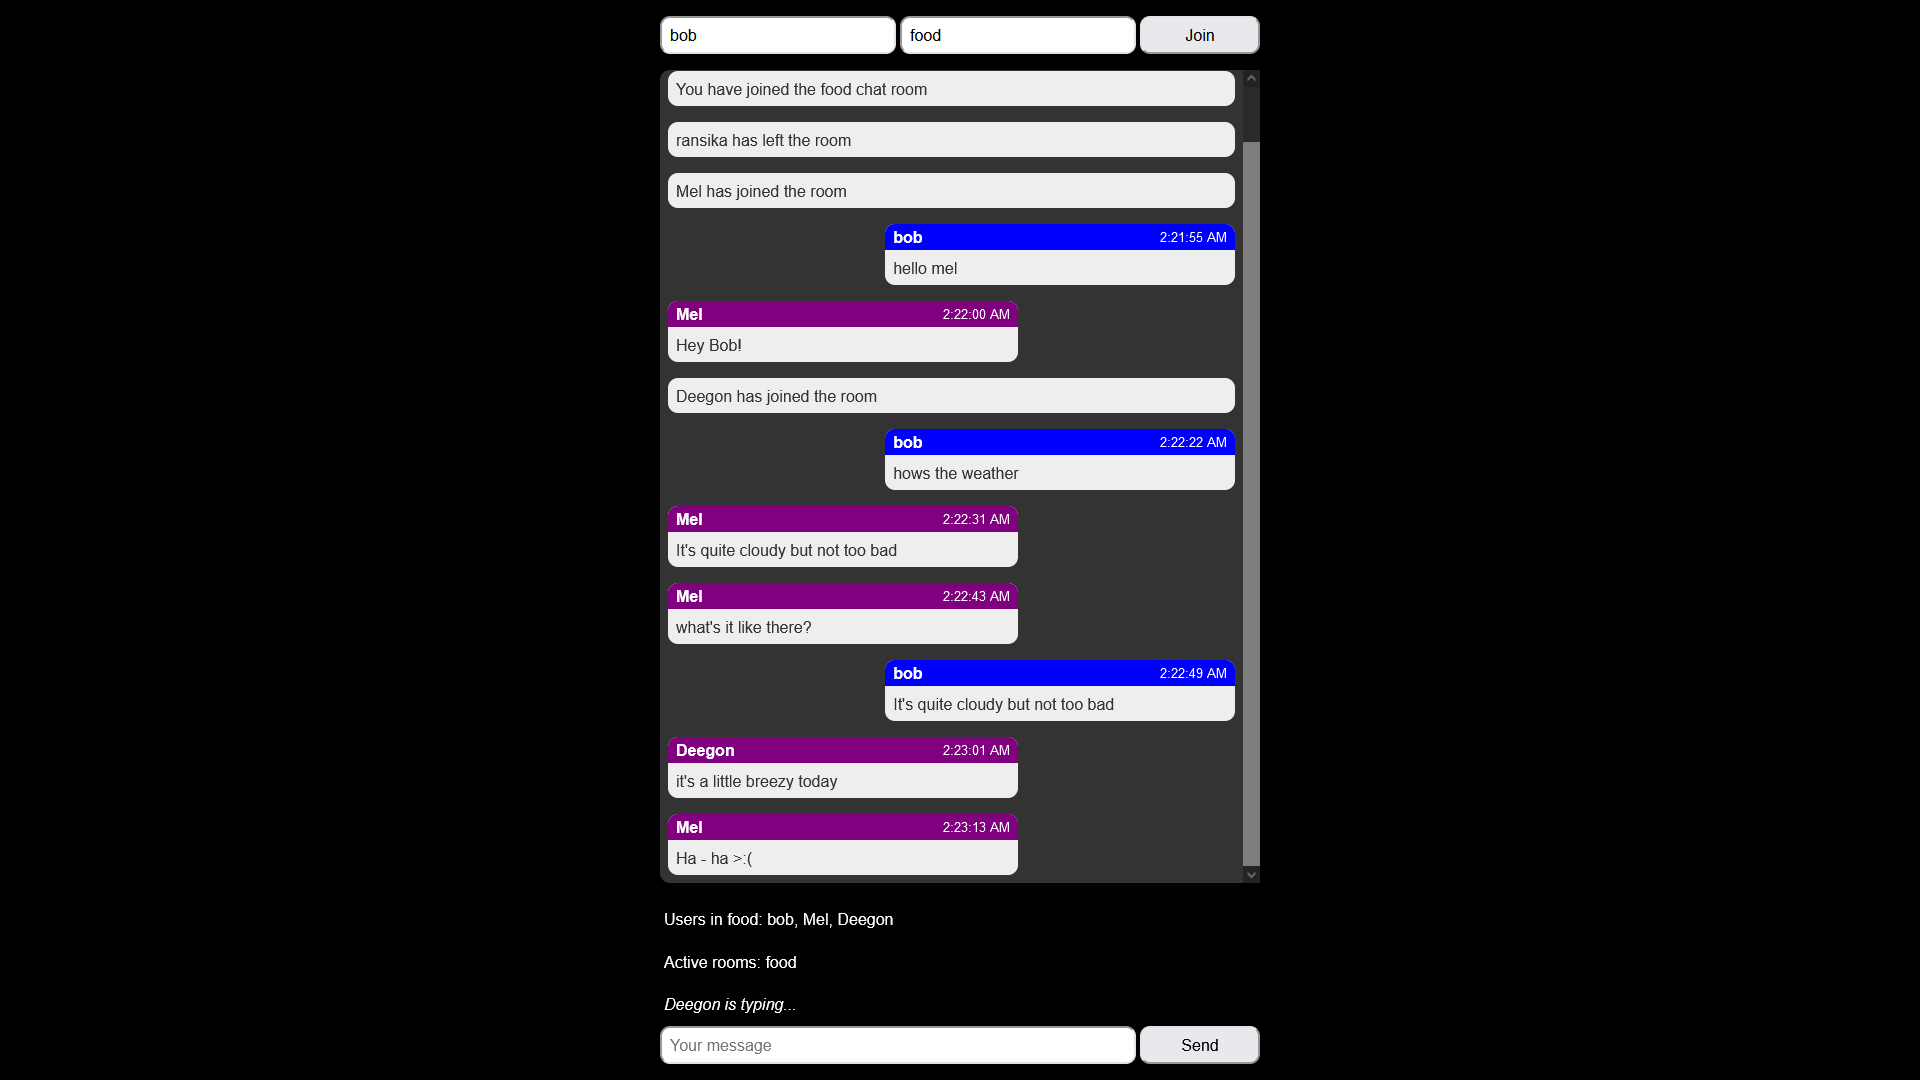 bob food Join
You have joined the food chat room
ransika has left the room
Mel has joined the room
bob 2:21:55 AM
hello mel
Mel 2:22:00 AM
Hey Bob!
Deegon has joined the room
bob 2:22:22 AM
hows the weather
Mel 2:22:31 AM
It's quite cloudy but not too bad
Mel 2:22:43 AM
what's it like there?
bob 2:22:49 AM
It's quite cloudy but not too bad
Deegon 2:23:01 AM
it's a little breezy today
Mel 2:23:13 AM
Ha - ha >:(
Users in food: bob, Mel, Deegon
Active rooms: food
Deegon is typing...
Your message Send